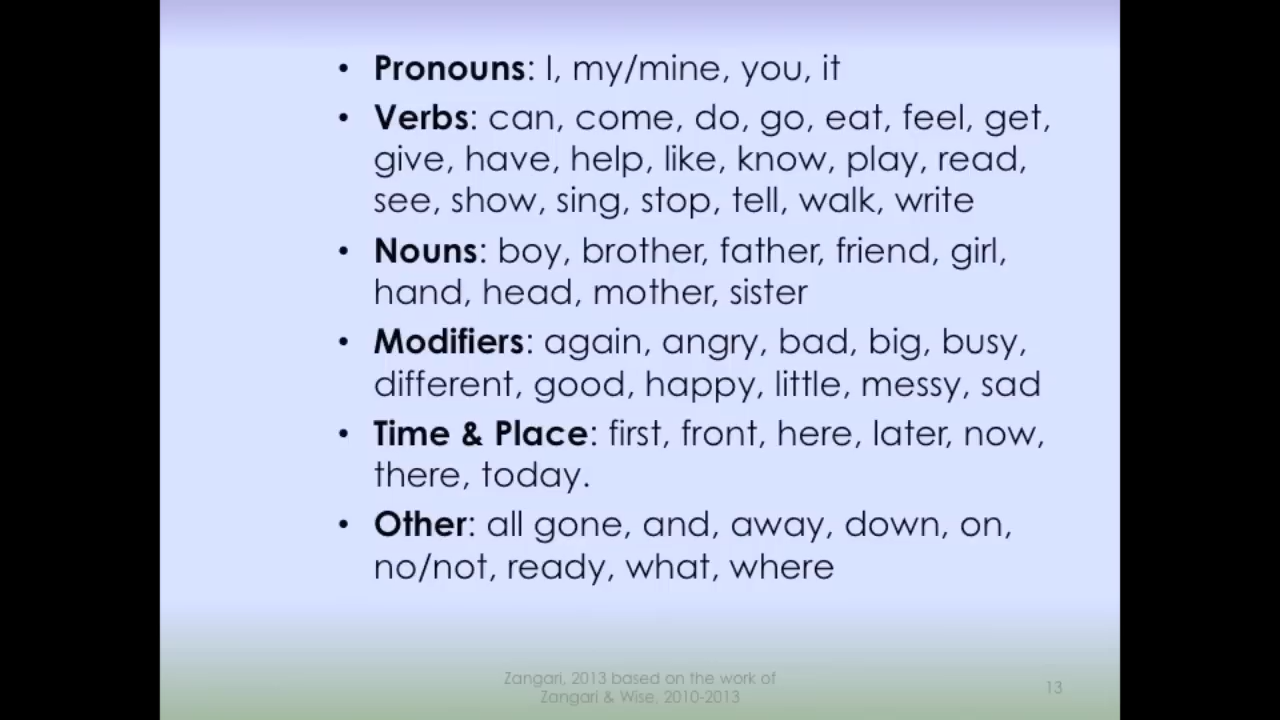 • Pronouns: I, my/mine, you, it
• Verbs: can, come, do, go, eat, feel, get,
give, have, help, like, know, play, read,
see, show, sing, stop, tell, walk, write
• Nouns: boy, brother, father, friend, girl,
hand, head, mother, sister
• Modifiers: again, angry, bad, big, busy,
different, good, happy, little, messy, sad
• Time & Place: first, front, here, later, now,
there, today.
• Other: all gone, and, away, down, on,
no/not, ready, what, where
Zangari, 2013 based on the work of
Zangari & Wise, 2010-2013
13